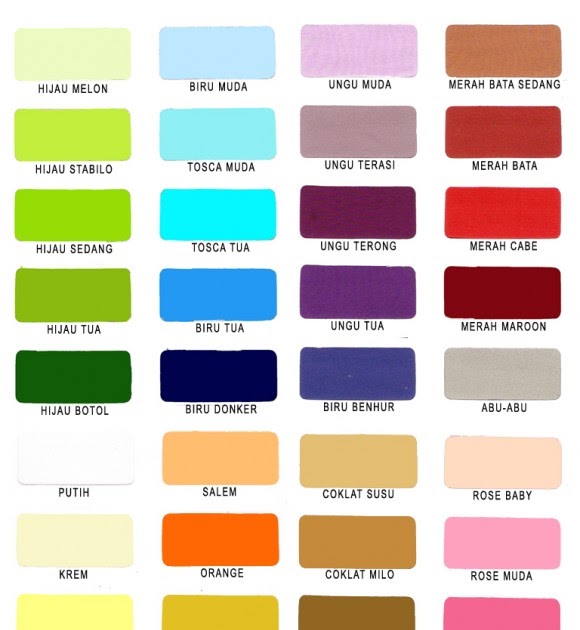 HIJAU MELON
BIRU MUDA
UNGU MUDA
MERAH BATA SEDANG
HIJAU STABILO
TOSCA MUDA
UNGU TERASI
MERAH BATA
HIJAU SEDANG
TOSCA TUA
UNGU TERONG
MERAH CABE
HIJAU TUA
BIRU TUA
UNGU TUA
MERAH MAROON
HIJAU BOTOL
BIRU DONKER
BIRU BENHUR
ABU-ABU
PUTIH
SALEM
COKLAT SUSU
ROSE BABY
KREM
ORANGE
COKLAT MILO
ROSE MUDA